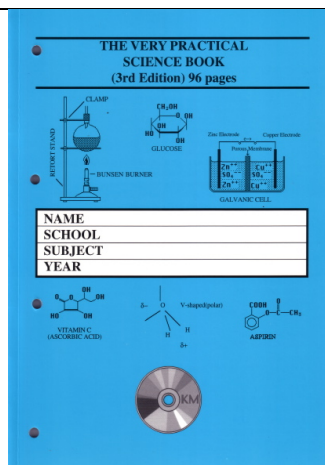 THE VERY PRACTICAL
SCIENCE BOOK
(3rd Edition) 96 pages
CLAMP
RETORT STAND
BUNSEN BURNER
CH₂OH
OH
HO
OH
OH
GLUCOSE
Zinc Electrode
Copper Electrode
Porous Membrane
Zn⁺⁺ Cu⁺⁺
SO₄⁻⁻ SO₄⁻⁻
Zn⁺⁺ Cu⁺⁺
GALVANIC CELL
NAME
SCHOOL
SUBJECT
YEAR
OH
O
OH
O
HO
OH
VITAMIN C
(ASCORBIC ACID)
δ–
O
V-shaped(polar)
H
H
δ+
COOH
O
O–C–CH₃
ASPIRIN
KM